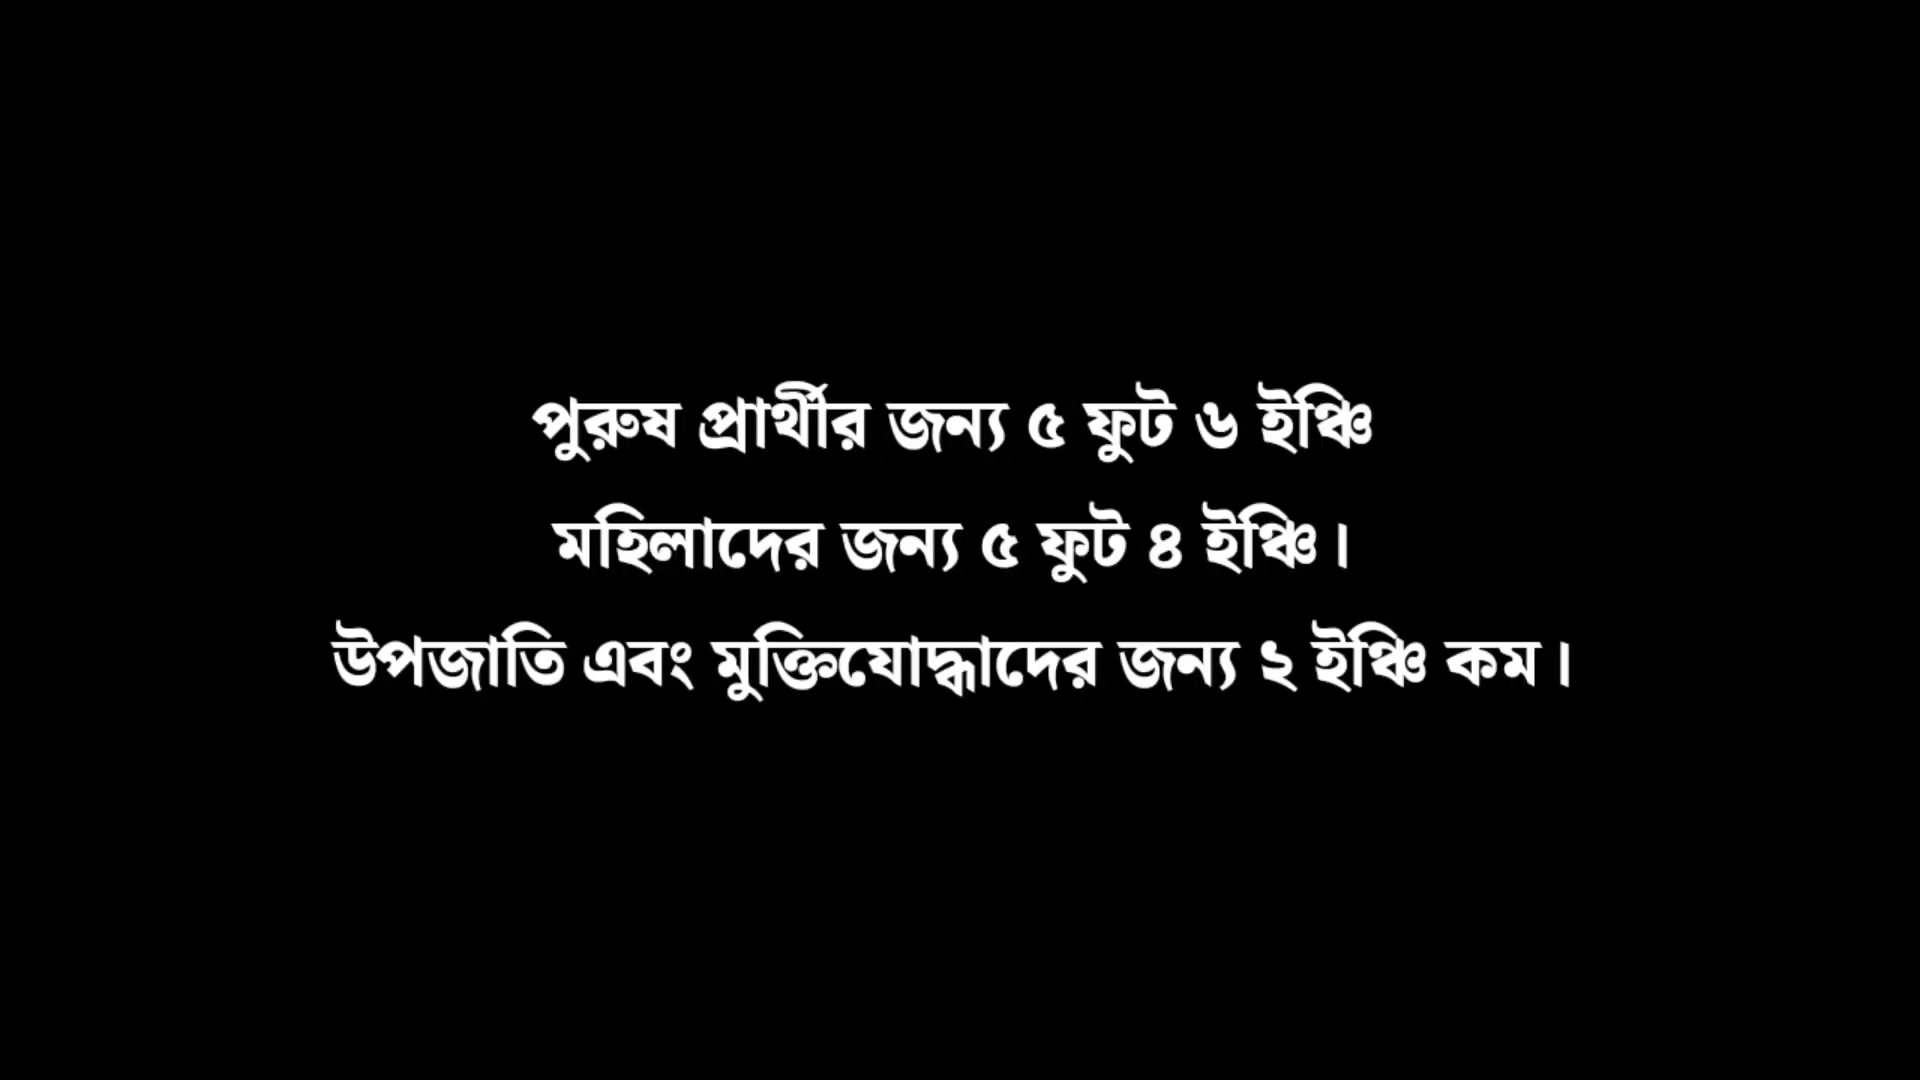 পুরুষ প্রার্থীর জন্য ৫ ফুট ৬ ইঞ্চি
মহিলাদের জন্য ৫ ফুট ৪ ইঞ্চি।
উপজাতি এবং মুক্তিযোদ্ধাদের জন্য ২ ইঞ্চি কম।